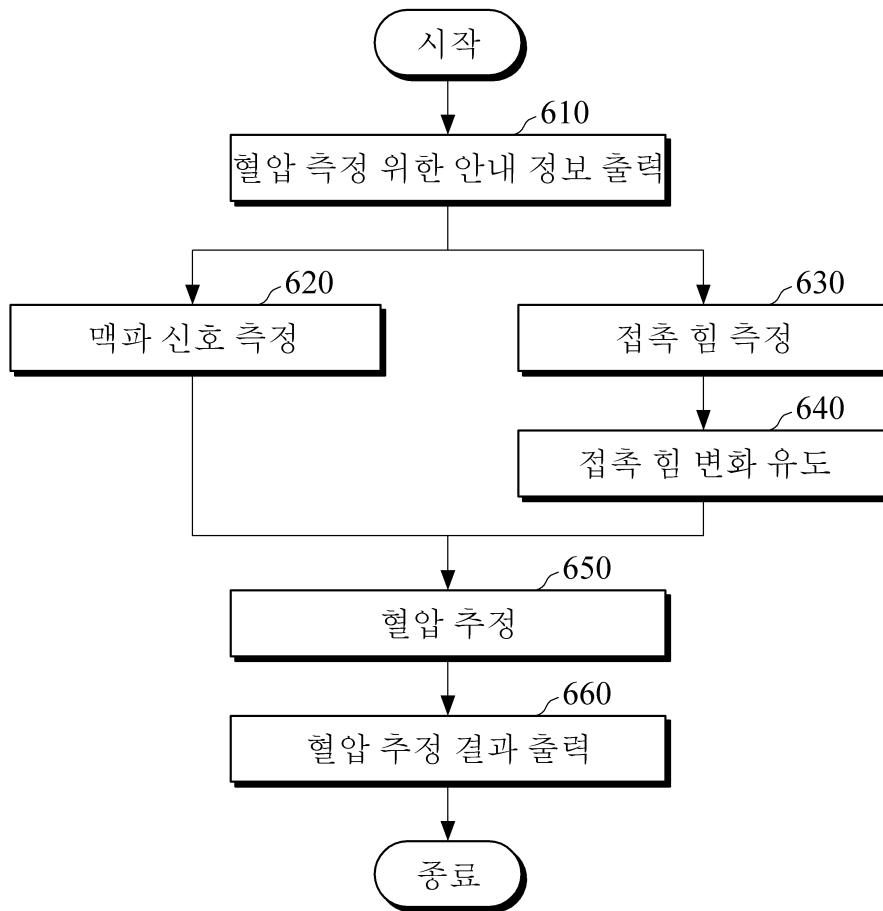 시작
610
혈압 측정 위한 안내 정보 출력
620
맥파 신호 측정
630
접촉 힘 측정
640
접촉 힘 변화 유도
650
혈압 추정
660
혈압 추정 결과 출력
종료